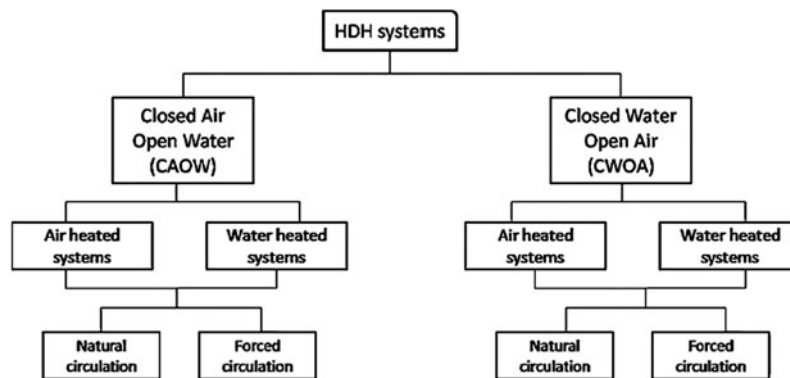 HDH systems
Closed Air
Open Water
(CAOW)
Closed Water
Open Air
(CWOA)
Air heated
systems
Water heated
systems
Air heated
systems
Water heated
systems
Natural
circulation
Forced
circulation
Natural
circulation
Forced
circulation